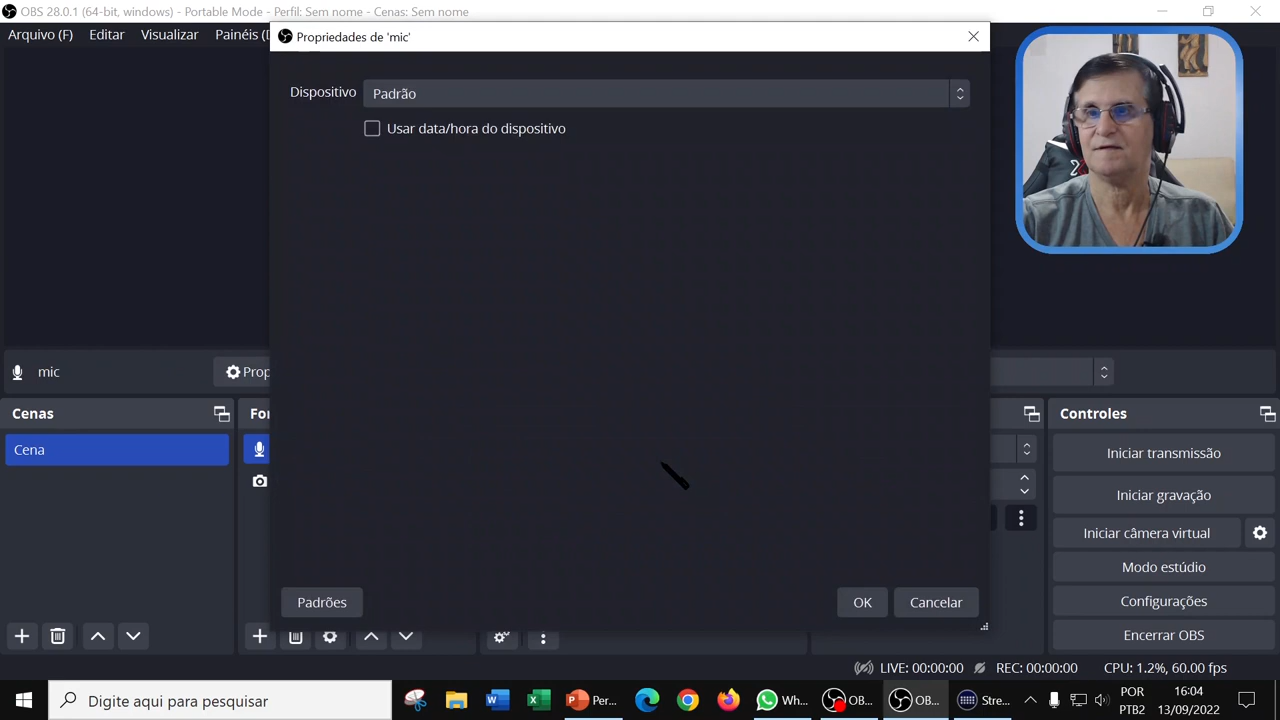 OBS 28.0.1 (64-bit, windows) - Portable Mode - Perfil: Sem nome - Cenas: Sem nome
Arquivo (F)
Editar
Visualizar
Painéis (D
Propriedades de 'mic'
Dispositivo
Padrão
Usar data/hora do dispositivo
mic
Prop
Cenas
For
Controles
Cena
Iniciar transmissão
Iniciar gravação
Iniciar câmera virtual
Modo estúdio
Configurações
Encerrar OBS
Padrões
OK
Cancelar
LIVE: 00:00:00
REC: 00:00:00
CPU: 1.2%, 60.00 fps
Digite aqui para pesquisar
Per...
Wh...
OB...
OB...
Stre...
POR
PTB2
16:04
13/09/2022